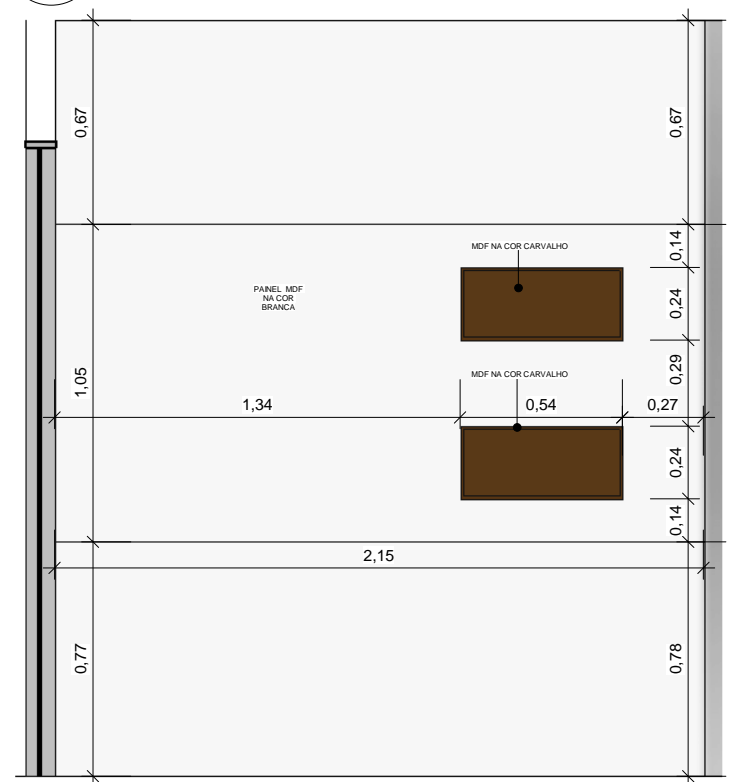 0,67
0,67
MDF NA COR CARVALHO
0,14
PAINEL MDF
NA COR
BRANCA
0,24
1,05
0,29
MDF NA COR CARVALHO
1,34
0,54
0,27
0,24
0,14
2,15
0,77
0,78